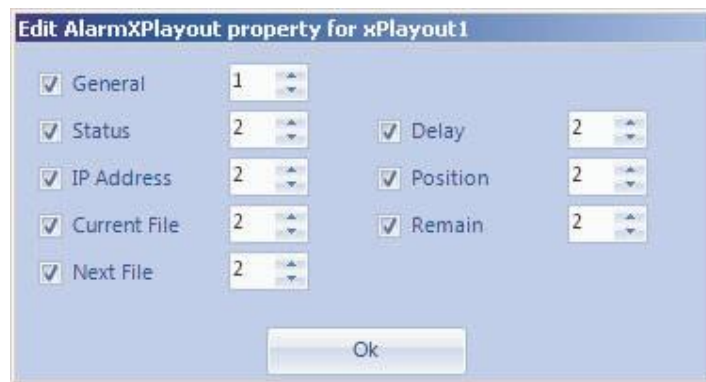 Edit AlarmXPlayout property for xPlayout1
General 1
Status 2 Delay 2
IP Address 2 Position 2
Current File 2 Remain 2
Next File 2
Ok